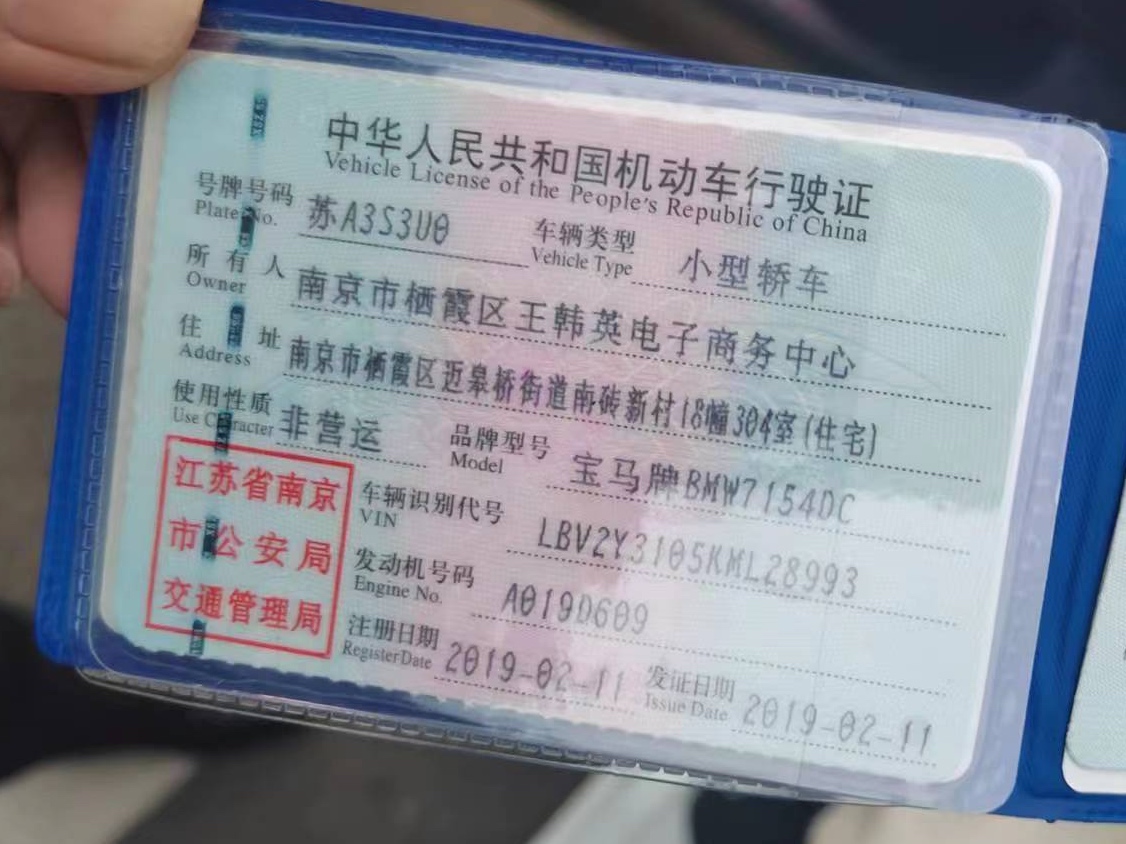 中华人民共和国机动车行驶证
Vehicle License of the People's Republic of China
号牌号码 苏A3S3U0 车辆类型 小型轿车
Plate No. Vehicle Type
所有人 南京市栖霞区王韩英电子商务中心
Owner
住址 南京市栖霞区迈皋桥街道南砖新村18幢304室(住宅)
Address
使用性质 非营运 品牌型号 宝马牌BMW7154DC
Use Character Model
江苏省南京
市公安局
交通管理局
车辆识别代号 LBV2Y3105KML28993
VIN
发动机号码 A019D609
Engine No.
注册日期 2019-02-11 发证日期 2019-02-11
Register Date Issue Date